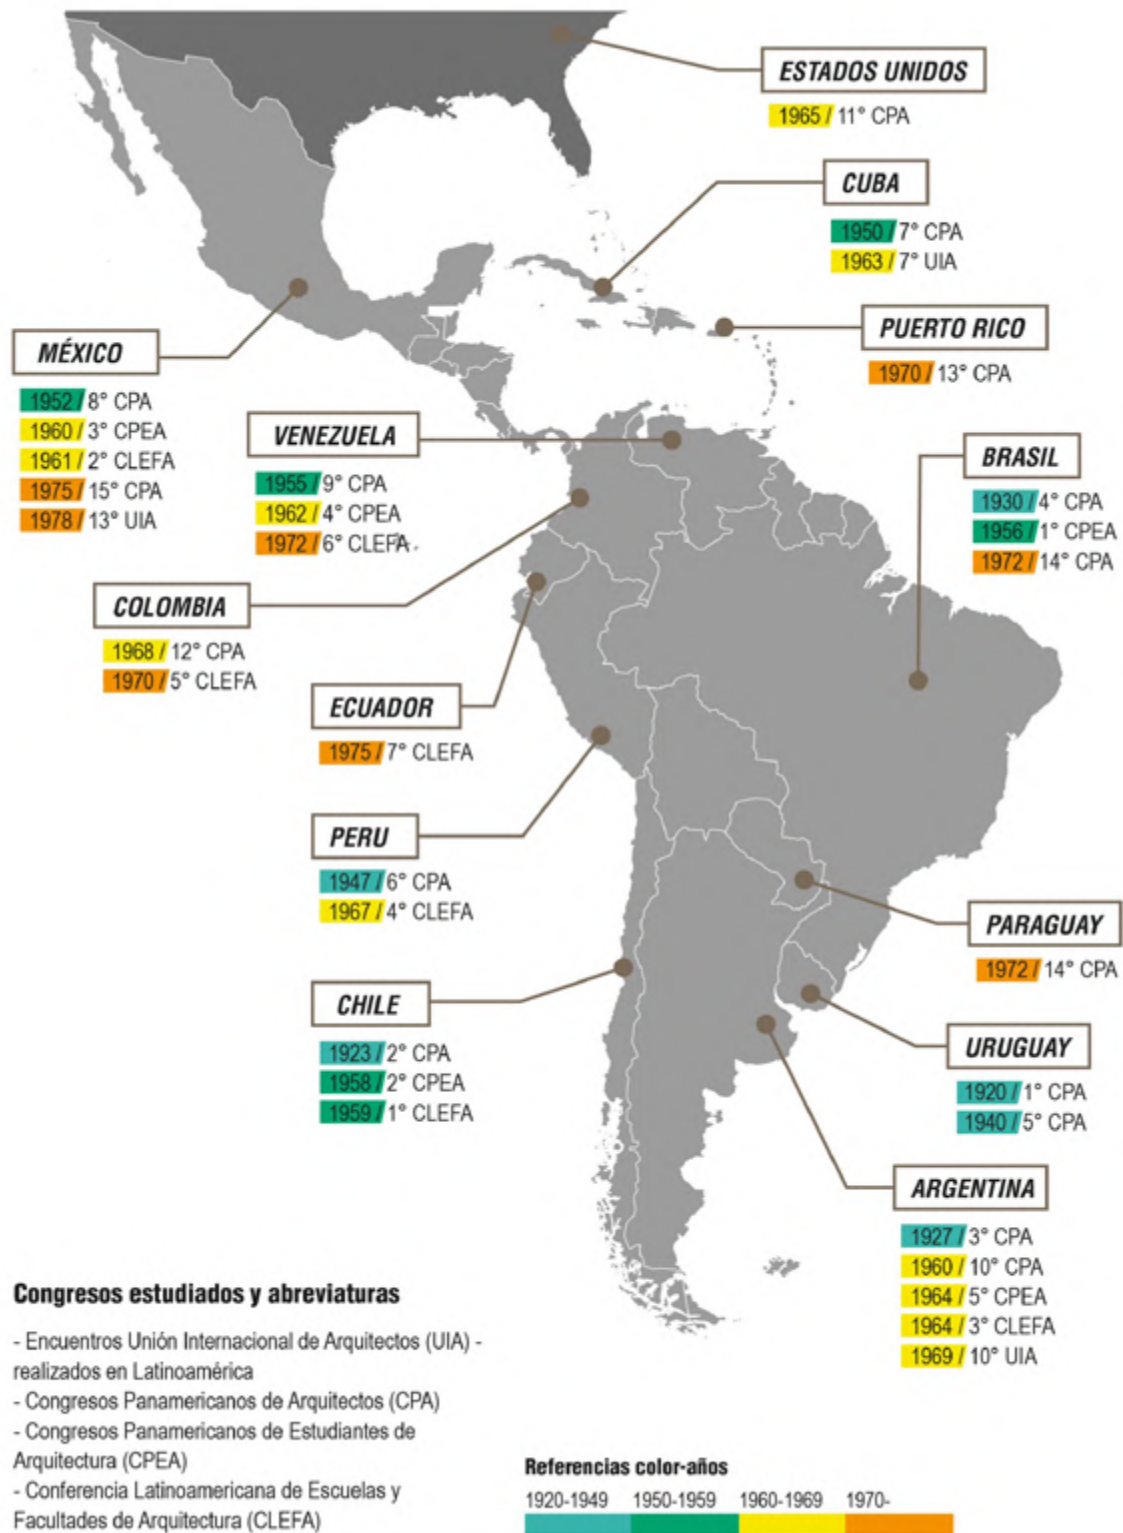 ESTADOS UNIDOS
1965 / 11° CPA
CUBA
1950 / 7° CPA
1963 / 7° UIA
PUERTO RICO
1970 / 13° CPA
MÉXICO
1952 / 8° CPA
1960 / 3° CPEA
1961 / 2° CLEFA
1975 / 15° CPA
1978 / 13° UIA
VENEZUELA
1955 / 9° CPA
1962 / 4° CPEA
1972 / 6° CLEFA
BRASIL
1930 / 4° CPA
1956 / 1° CPEA
1972 / 14° CPA
COLOMBIA
1968 / 12° CPA
1970 / 5° CLEFA
ECUADOR
1975 / 7° CLEFA
PERU
1947 / 6° CPA
1967 / 4° CLEFA
PARAGUAY
1972 / 14° CPA
CHILE
1923 / 2° CPA
1958 / 2° CPEA
1959 / 1° CLEFA
URUGUAY
1920 / 1° CPA
1940 / 5° CPA
ARGENTINA
1927 / 3° CPA
1960 / 10° CPA
1964 / 5° CPEA
1964 / 3° CLEFA
1969 / 10° UIA
Congresos estudiados y abreviaturas
- Encuentros Unión Internacional de Arquitectos (UIA) -
realizados en Latinoamérica
- Congresos Panamericanos de Arquitectos (CPA)
- Congresos Panamericanos de Estudiantes de
Arquitectura (CPEA)
- Conferencia Latinoamericana de Escuelas y
Facultades de Arquitectura (CLEFA)
Referencias color-años
1920-1949 1950-1959 1960-1969 1970-